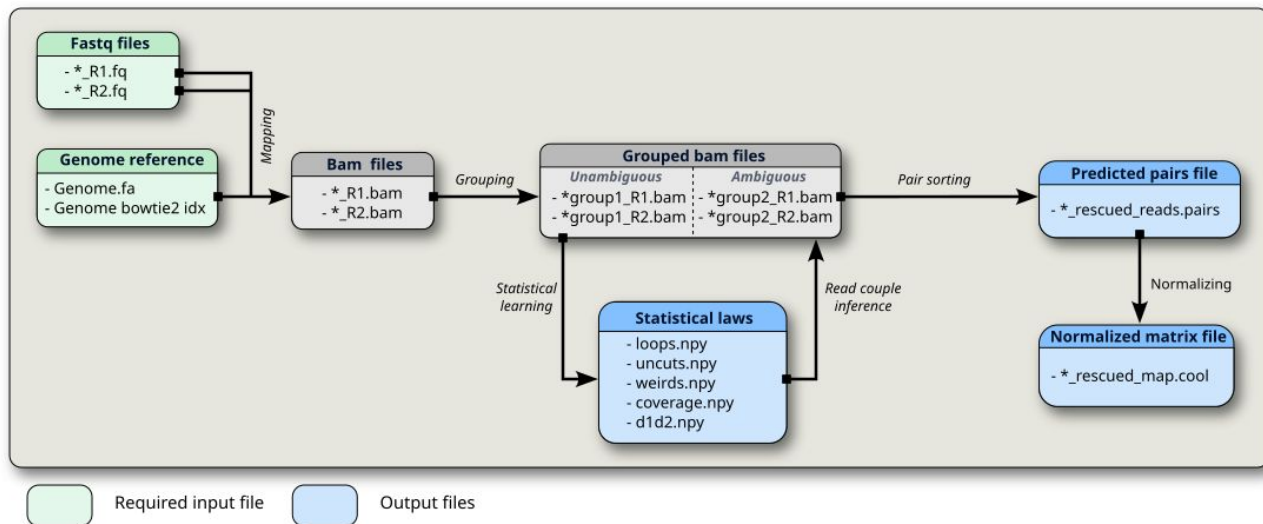 Fastq files
- *_R1.fq
- *_R2.fq
Mapping
Genome reference
- Genome.fa
- Genome bowtie2 idx
Bam files
- *_R1.bam
- *_R2.bam
Grouping
Grouped bam files
Unambiguous
- *group1_R1.bam
- *group1_R2.bam
Ambiguous
- *group2_R1.bam
- *group2_R2.bam
Statistical
learning
Statistical laws
- loops.npy
- uncuts.npy
- weirds.npy
- coverage.npy
- d1d2.npy
Read couple
inference
Pair sorting
Predicted pairs file
- *_rescued_reads.pairs
Normalizing
Normalized matrix file
- *_rescued_map.cool
Required input file
Output files